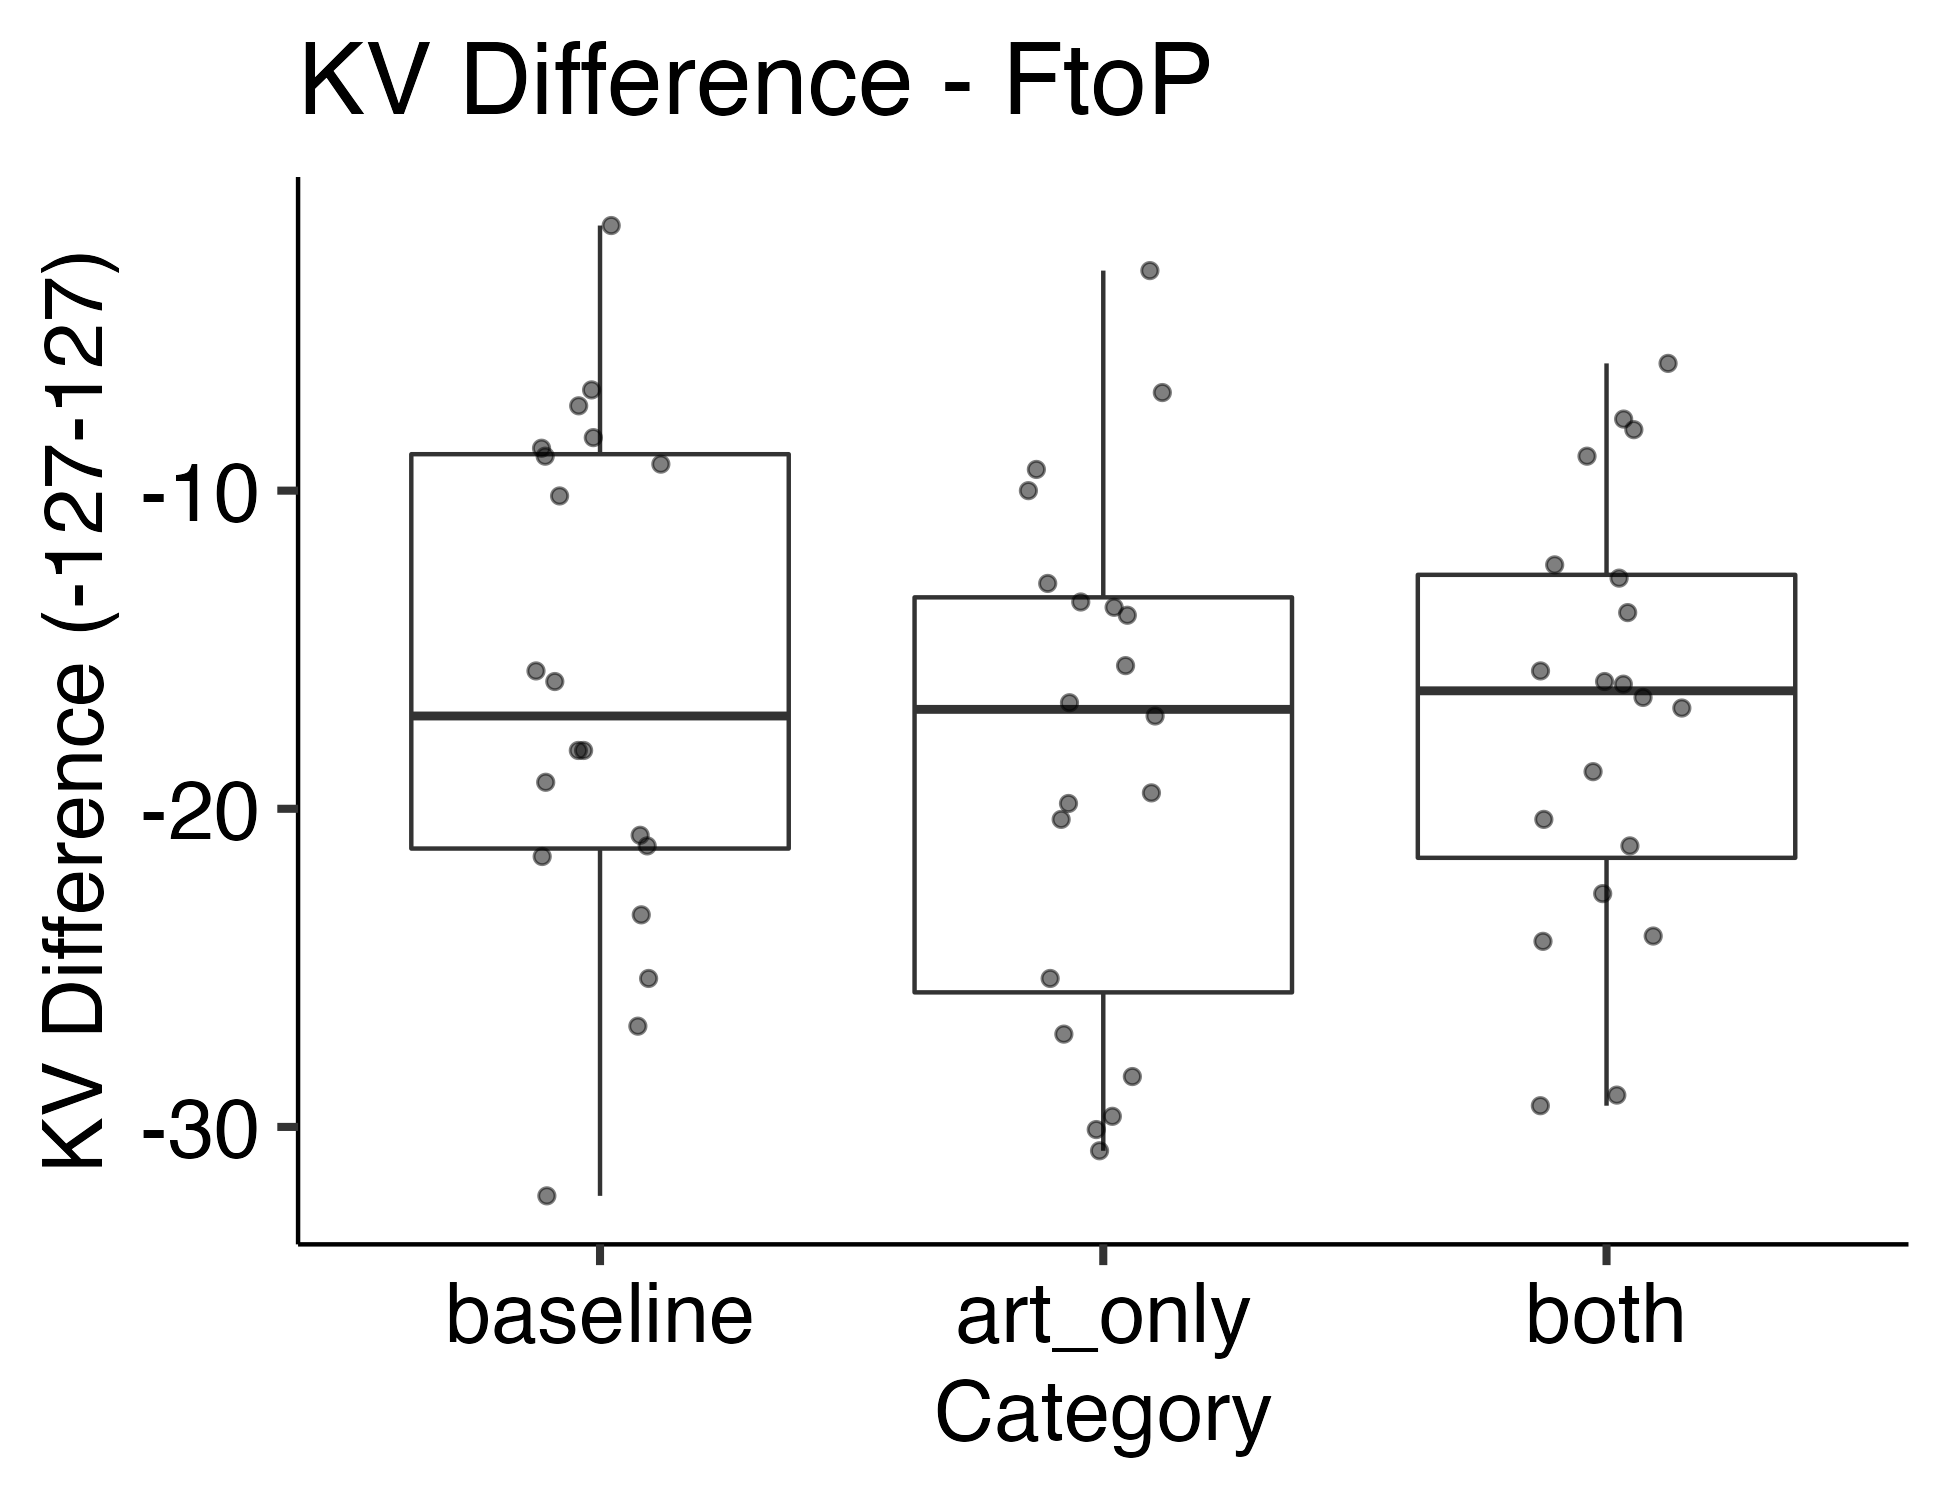 KV Difference - FtoP
KV Difference (-127-127)
-10
-20
-30
baseline art_only both
Category